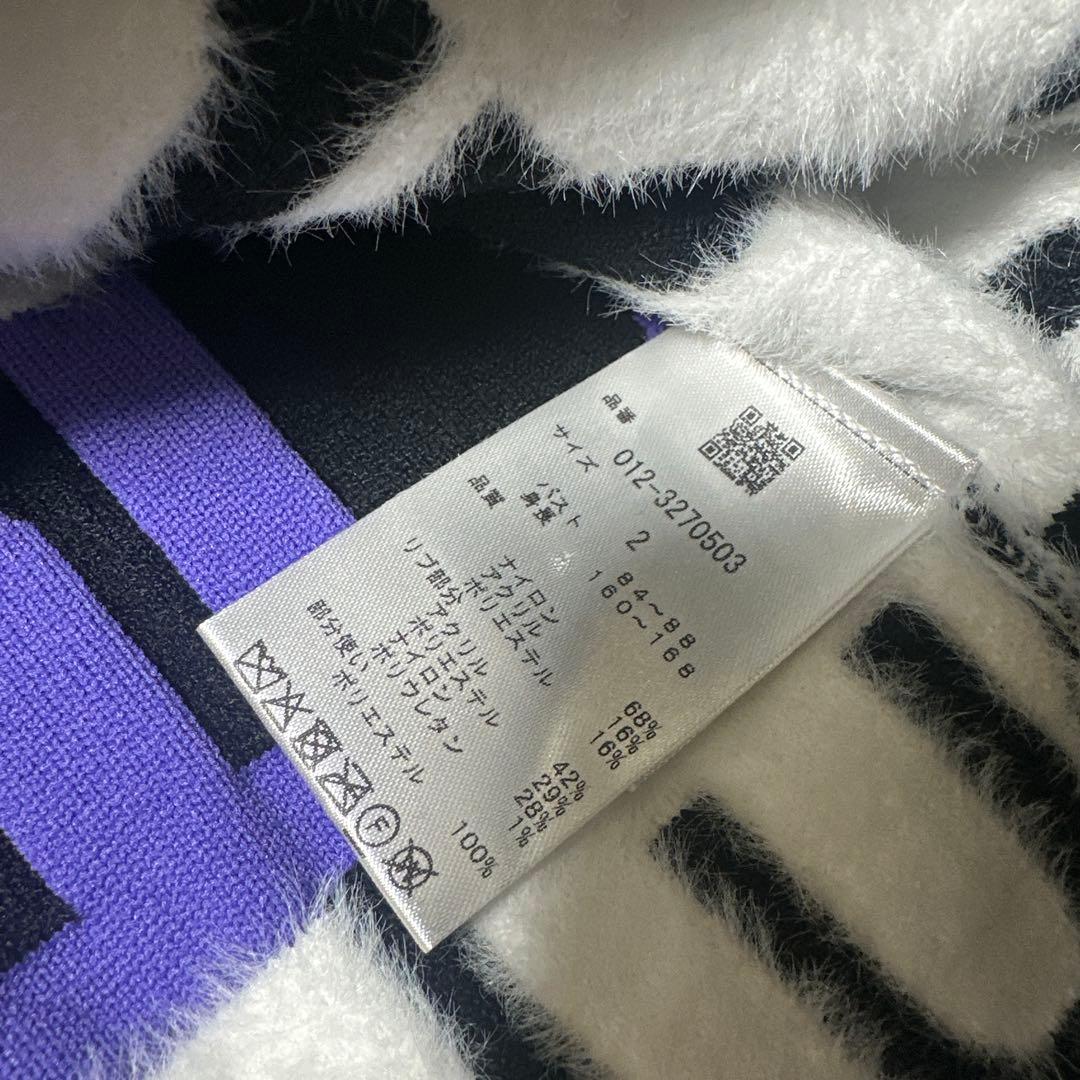 品番
012-3270503
サイズ 2
バスト 84〜88
身長 160〜168
品質
ナイロン 68%
アクリル 16%
ポリエステル 16%
リブ部分
アクリル 42%
ポリエステル 29%
ナイロン 28%
ポリウレタン 1%
部分使い
ポリエステル 100%
F
W